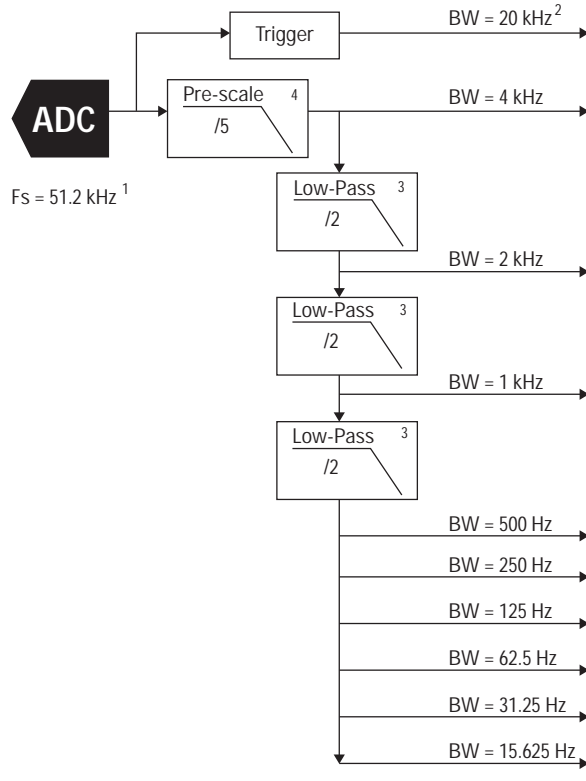 Trigger
BW = 20 kHz 2
ADC
Pre-scale 4
/5
BW = 4 kHz
Fs = 51.2 kHz 1
Low-Pass 3
/2
BW = 2 kHz
Low-Pass 3
/2
BW = 1 kHz
Low-Pass 3
/2
BW = 500 Hz
BW = 250 Hz
BW = 125 Hz
BW = 62.5 Hz
BW = 31.25 Hz
BW = 15.625 Hz